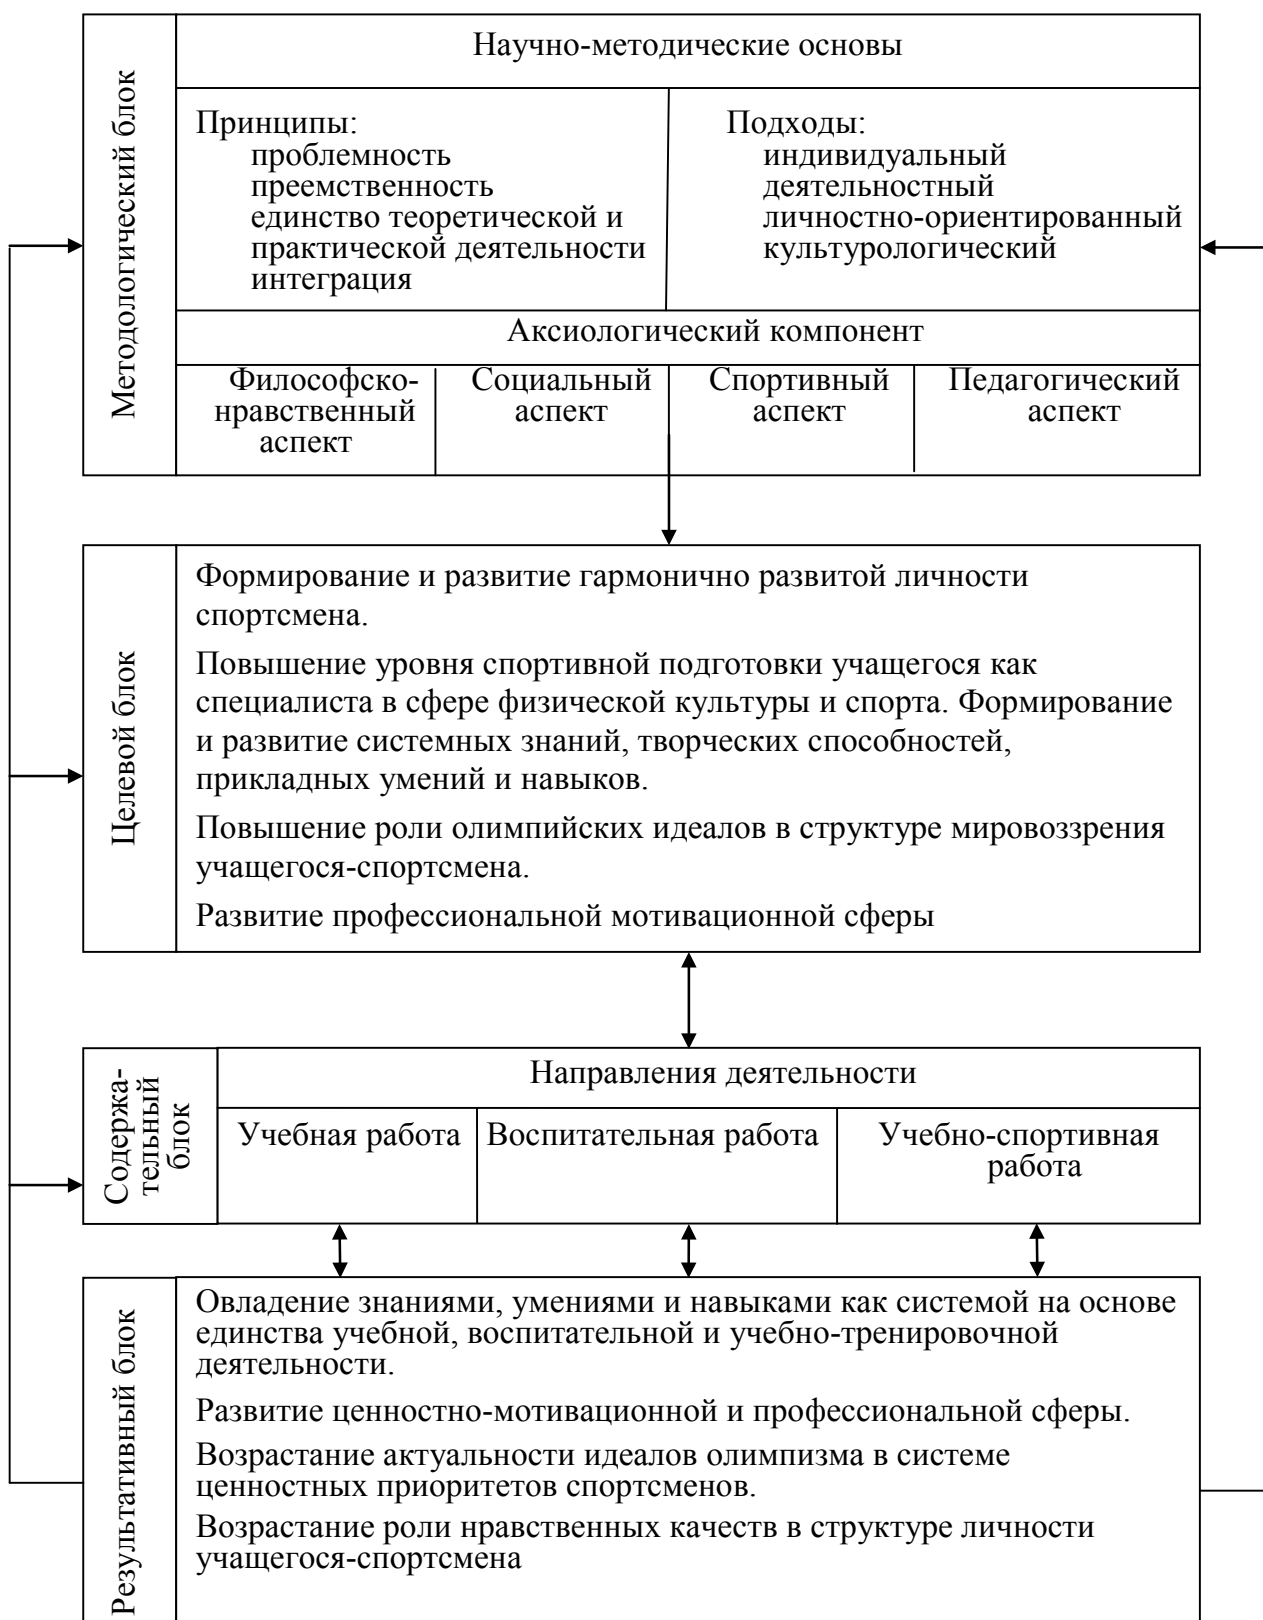 Методологический блок
Научно-методические основы
Принципы:
проблемность
преемственность
единство теоретической и
практической деятельности
интеграция
Подходы:
индивидуальный
деятельностный
личностно-ориентированный
культурологический
Аксиологический компонент
Философско-
нравственный
аспект
Социальный
аспект
Спортивный
аспект
Педагогический
аспект
Целевой блок
Формирование и развитие гармонично развитой личности
спортсмена.
Повышение уровня спортивной подготовки учащегося как
специалиста в сфере физической культуры и спорта. Формирование
и развитие системных знаний, творческих способностей,
прикладных умений и навыков.
Повышение роли олимпийских идеалов в структуре мировоззрения
учащегося-спортсмена.
Развитие профессиональной мотивационной сферы
Содержа-
тельный
блок
Направления деятельности
Учебная работа
Воспитательная работа
Учебно-спортивная
работа
Результативный блок
Овладение знаниями, умениями и навыками как системой на основе
единства учебной, воспитательной и учебно-тренировочной
деятельности.
Развитие ценностно-мотивационной и профессиональной сферы.
Возрастание актуальности идеалов олимпизма в системе
ценностных приоритетов спортсменов.
Возрастание роли нравственных качеств в структуре личности
учащегося-спортсмена